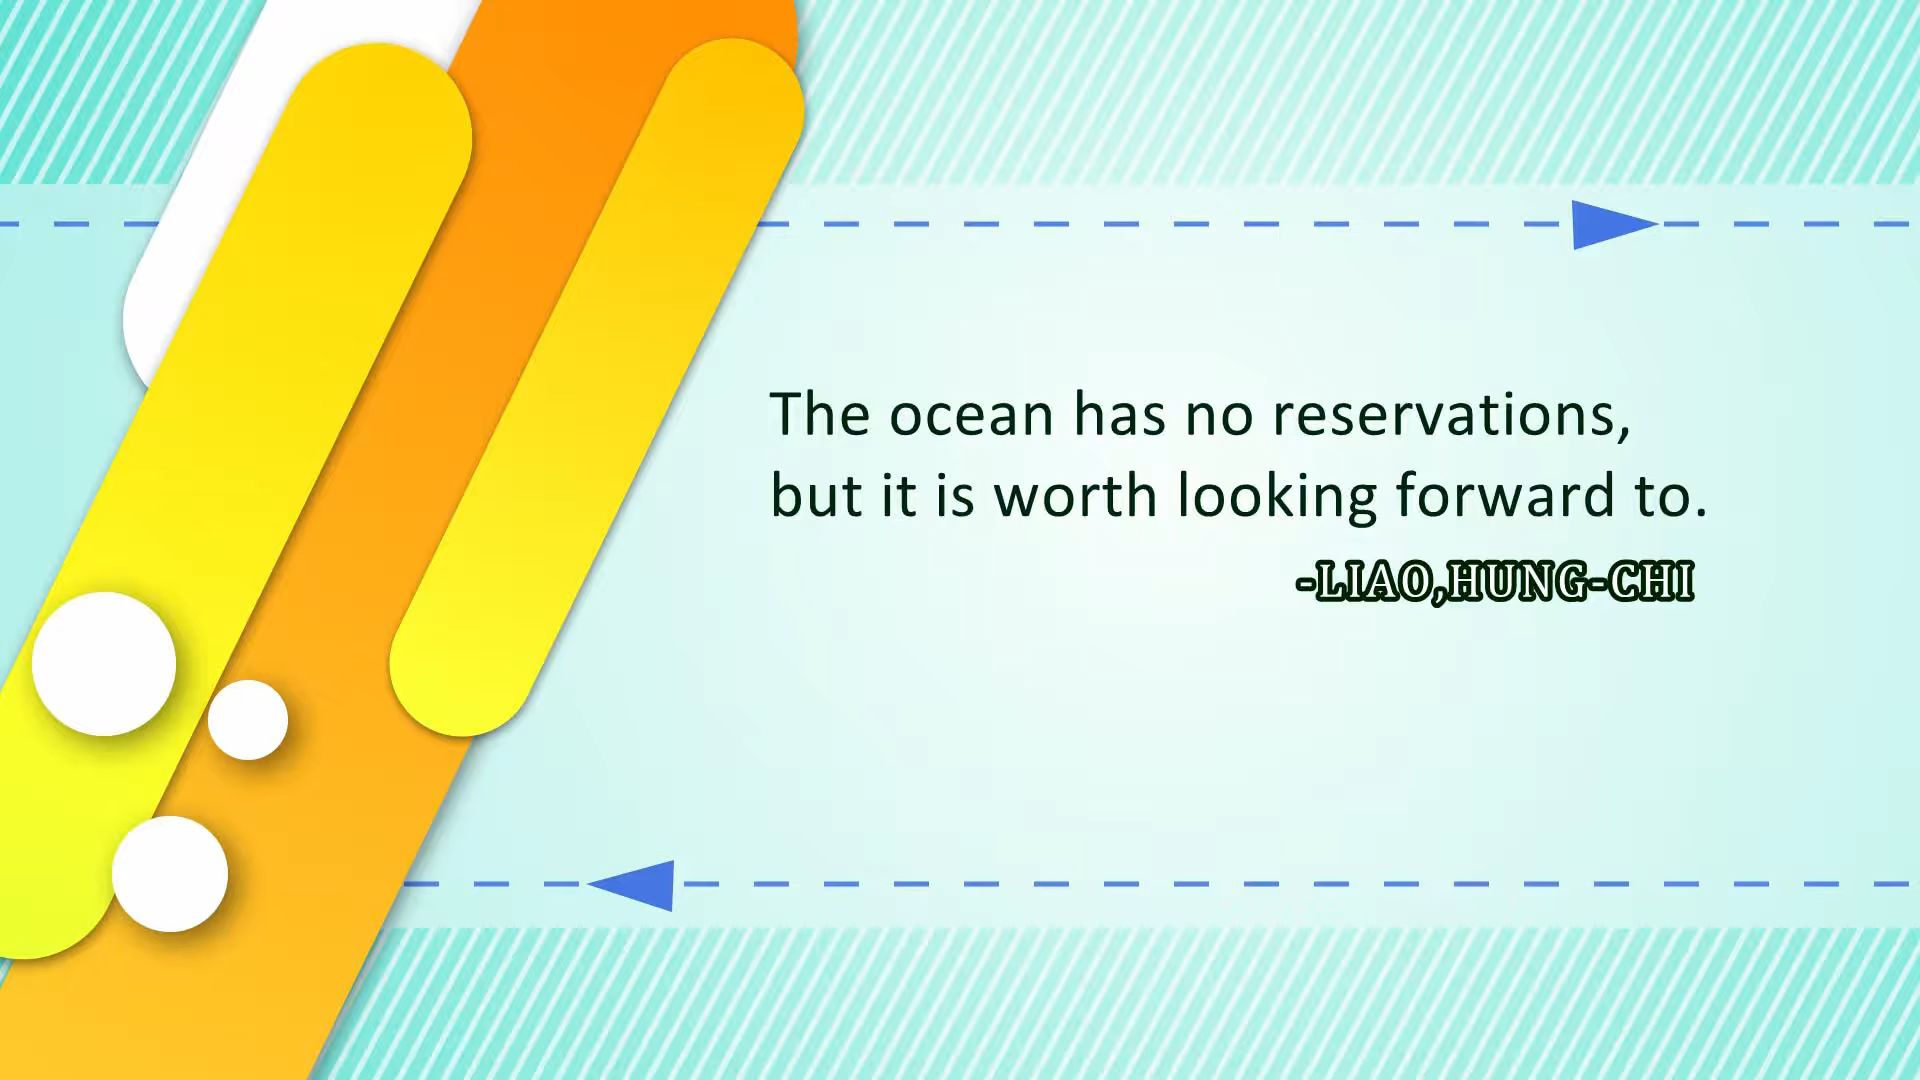 The ocean has no reservations,
but it is worth looking forward to.
-LIAO,HUNG-CHI